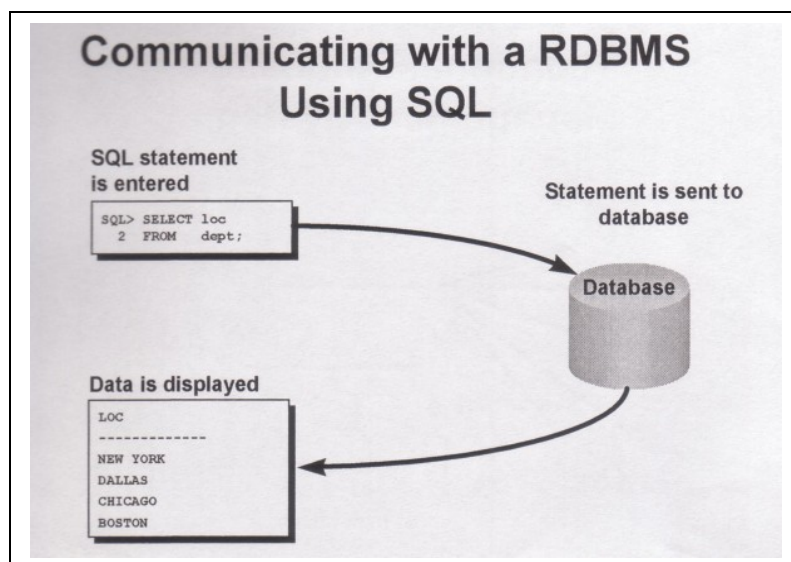 Communicating with a RDBMS
Using SQL
SQL statement
is entered
SQL> SELECT loc
2 FROM dept;
Statement is sent to
database
Database
Data is displayed
LOC
--------------
NEW YORK
DALLAS
CHICAGO
BOSTON